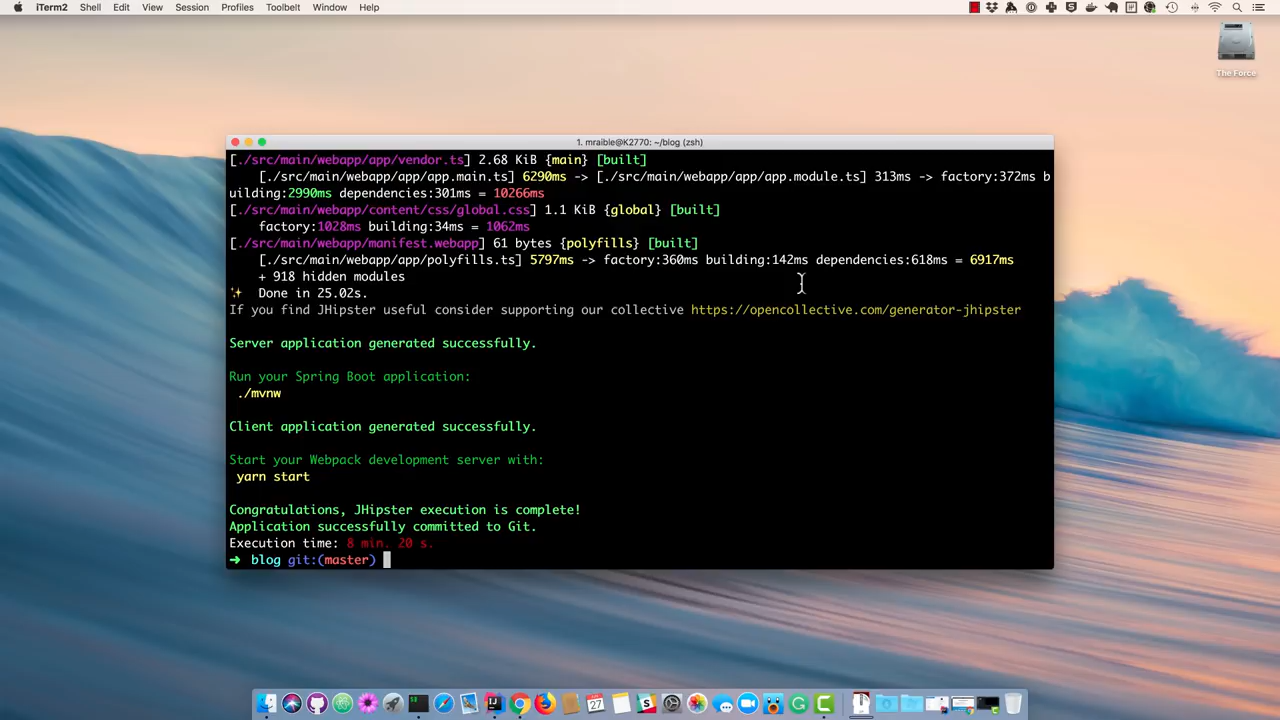 iTerm2 Shell Edit View Session Profiles Toolbelt Window Help
The Force
1. mraible@K2770: ~/blog (zsh)
[./src/main/webapp/app/vendor.ts] 2.68 KiB {main} [built]
[./src/main/webapp/app/app.main.ts] 6290ms -> [./src/main/webapp/app/app.module.ts] 313ms -> factory:372ms b
uilding:2990ms dependencies:301ms = 10266ms
[./src/main/webapp/content/css/global.css] 1.1 KiB {global} [built]
factory:1028ms building:34ms = 1062ms
[./src/main/webapp/manifest.webapp] 61 bytes {polyfills} [built]
[./src/main/webapp/app/polyfills.ts] 5797ms -> factory:360ms building:142ms dependencies:618ms = 6917ms
+ 918 hidden modules
✨ Done in 25.02s.
If you find JHipster useful consider supporting our collective https://opencollective.com/generator-jhipster
Server application generated successfully.
Run your Spring Boot application:
./mvnw
Client application generated successfully.
Start your Webpack development server with:
yarn start
Congratulations, JHipster execution is complete!
Application successfully committed to Git.
Execution time: 8 min. 20 s.
➜ blog git:(master)
27